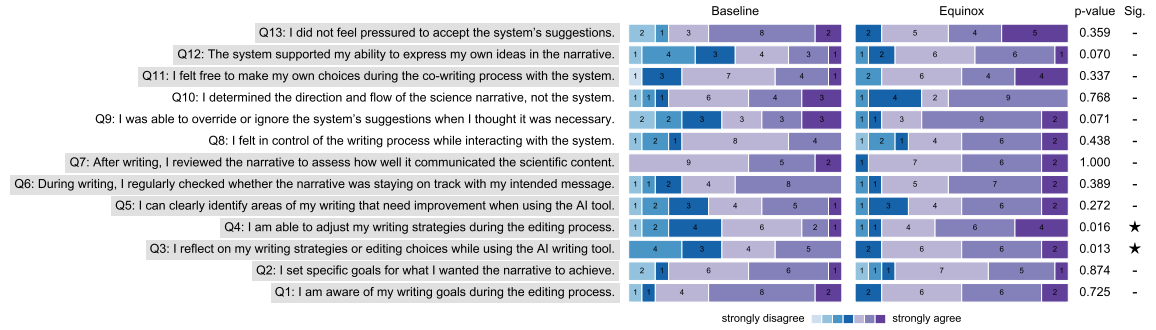 Baseline Equinox p-value Sig.
Q13: I did not feel pressured to accept the system's suggestions. 2 1 3 8 2 2 5 4 5 0.359 -
Q12: The system supported my ability to express my own ideas in the narrative. 1 4 3 4 3 1 1 2 6 6 1 0.070 -
Q11: I felt free to make my own choices during the co-writing process with the system. 1 3 7 4 1 2 6 4 4 0.337 -
Q10: I determined the direction and flow of the science narrative, not the system. 1 1 1 6 4 3 1 4 2 9 0.768 -
Q9: I was able to override or ignore the system's suggestions when I thought it was necessary. 2 2 3 3 3 3 1 1 3 9 2 0.071 -
Q8: I felt in control of the writing process while interacting with the system. 1 2 1 8 4 1 2 1 4 6 2 0.438 -
Q7: After writing, I reviewed the narrative to assess how well it communicated the scientific content. 9 5 2 1 7 6 2 1.000 -
Q6: During writing, I regularly checked whether the narrative was staying on track with my intended message. 1 1 2 4 8 1 1 5 7 2 0.389 -
Q5: I can clearly identify areas of my writing that need improvement when using the AI tool. 1 2 3 4 5 1 1 3 4 6 2 0.272 -
Q4: I am able to adjust my writing strategies during the editing process. 1 2 4 6 2 1 1 1 4 6 4 0.016 ★
Q3: I reflect on my writing strategies or editing choices while using the AI writing tool. 4 3 4 5 2 6 6 2 0.013 ★
Q2: I set specific goals for what I wanted the narrative to achieve. 2 1 6 6 1 1 1 1 7 5 1 0.874 -
Q1: I am aware of my writing goals during the editing process. 1 1 4 8 2 2 6 6 2 0.725 -
strongly disagree strongly agree